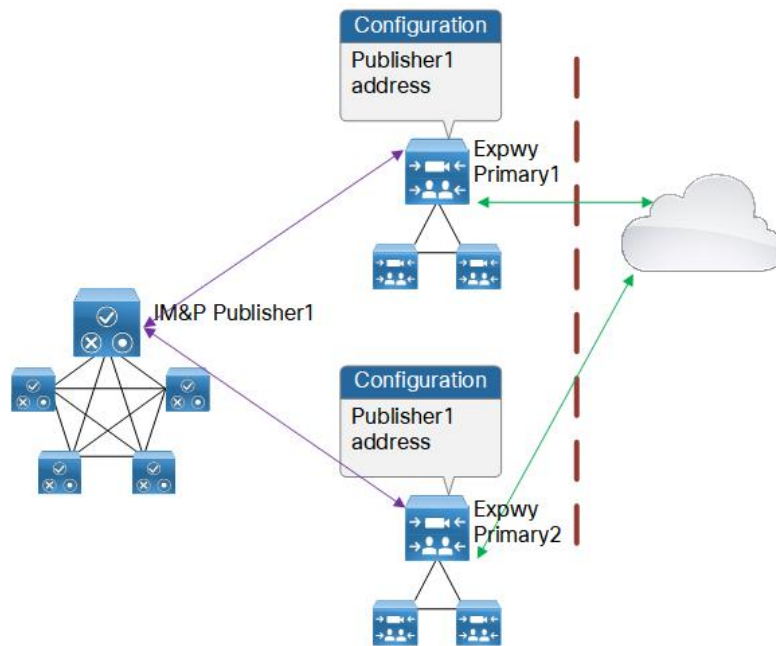 Configuration
Publisher1
address
Expwy
Primary1
IM&P Publisher1
Configuration
Publisher1
address
Expwy
Primary2